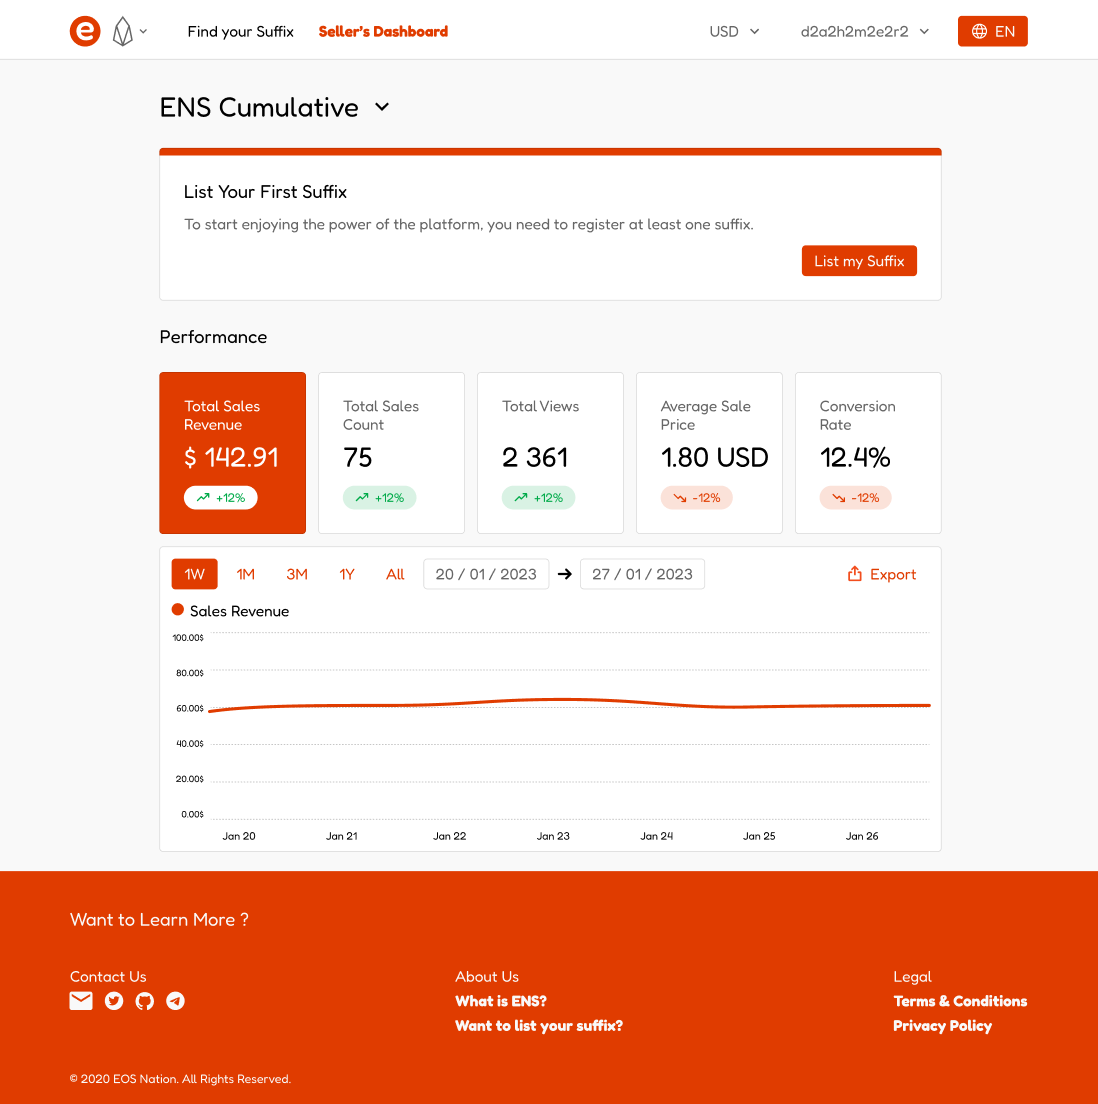 e
Find your Suffix
Seller's Dashboard
USD
d2a2h2m2e2r2
EN
ENS Cumulative
List Your First Suffix
To start enjoying the power of the platform, you need to register at least one suffix.
List my Suffix
Performance
Total Sales
Revenue
$ 142.91
+12%
Total Sales
Count
75
+12%
Total Views
2 361
+12%
Average Sale
Price
1.80 USD
-12%
Conversion
Rate
12.4%
-12%
1W
1M
3M
1Y
All
20 / 01 / 2023
27 / 01 / 2023
Export
Sales Revenue
100.00$
80.00$
60.00$
40.00$
20.00$
0.00$
Jan 20
Jan 21
Jan 22
Jan 23
Jan 24
Jan 25
Jan 26
Want to Learn More ?
Contact Us
About Us
What is ENS?
Want to list your suffix?
Legal
Terms & Conditions
Privacy Policy
© 2020 EOS Nation. All Rights Reserved.